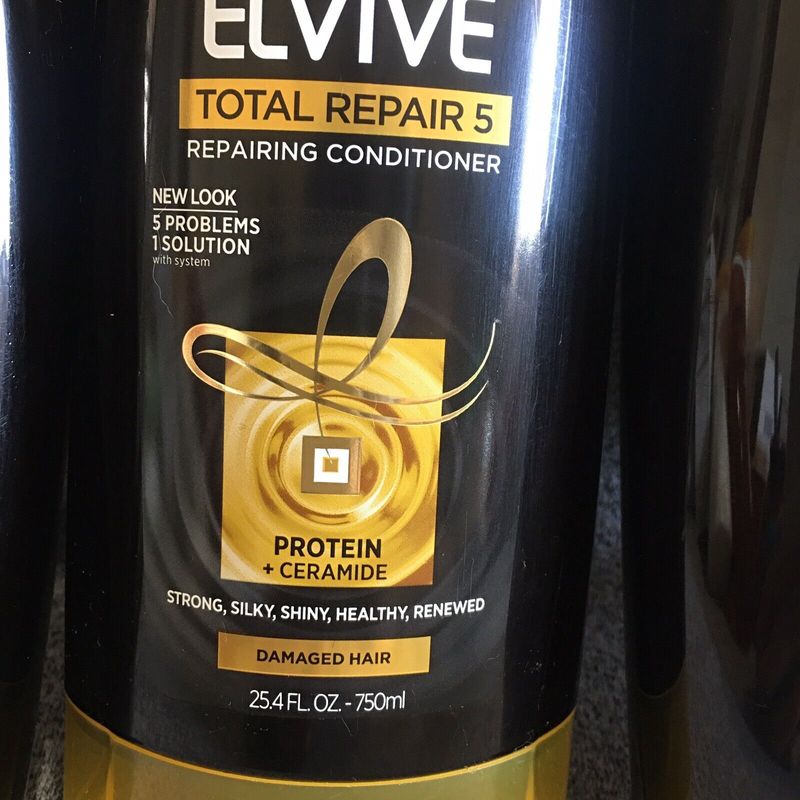 ELVIVE
TOTAL REPAIR 5
REPAIRING CONDITIONER
NEW LOOK
5 PROBLEMS
1 SOLUTION
with system
PROTEIN
+ CERAMIDE
STRONG, SILKY, SHINY, HEALTHY, RENEWED
DAMAGED HAIR
25.4 FL. OZ. - 750ml